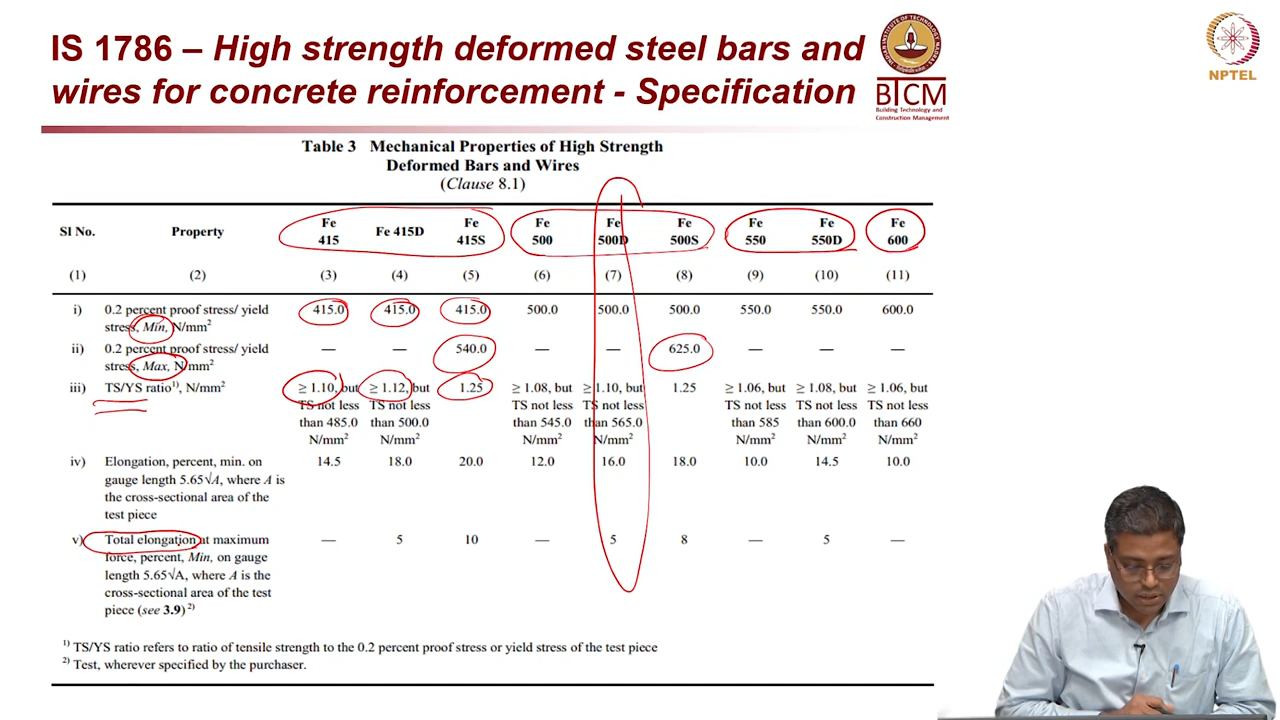 IS 1786 – High strength deformed steel bars and
wires for concrete reinforcement - Specification
BTCM
Building Technology and
Construction Management
NPTEL
Table 3 Mechanical Properties of High Strength
Deformed Bars and Wires
(Clause 8.1)
Sl No. Property Fe 415 Fe 415D Fe 415S Fe 500 Fe 500D Fe 500S Fe 550 Fe 550D Fe 600
(1) (2) (3) (4) (5) (6) (7) (8) (9) (10) (11)
i) 0.2 percent proof stress/ yield 415.0 415.0 415.0 500.0 500.0 500.0 550.0 550.0 600.0
stress, Min, N/mm²
ii) 0.2 percent proof stress/ yield — — 540.0 — — 625.0 — — —
stress, Max, N/mm²
iii) TS/YS ratio¹⁾, N/mm² ≥ 1.10, but ≥ 1.12, but 1.25 ≥ 1.08, but ≥ 1.10, but 1.25 ≥ 1.06, but ≥ 1.08, but ≥ 1.06, but
TS not less TS not less TS not less TS not less TS not less TS not less TS not less
than 485.0 than 500.0 than 545.0 than 565.0 than 585 than 600.0 than 660
N/mm² N/mm² N/mm² N/mm² N/mm² N/mm² N/mm²
iv) Elongation, percent, min. on 14.5 18.0 20.0 12.0 16.0 18.0 10.0 14.5 10.0
gauge length 5.65√A, where A is
the cross-sectional area of the
test piece
v) Total elongation at maximum — 5 10 — 5 8 — 5 —
force, percent, Min, on gauge
length 5.65√A, where A is the
cross-sectional area of the test
piece (see 3.9) ²⁾
¹⁾ TS/YS ratio refers to ratio of tensile strength to the 0.2 percent proof stress or yield stress of the test piece
²⁾ Test, wherever specified by the purchaser.